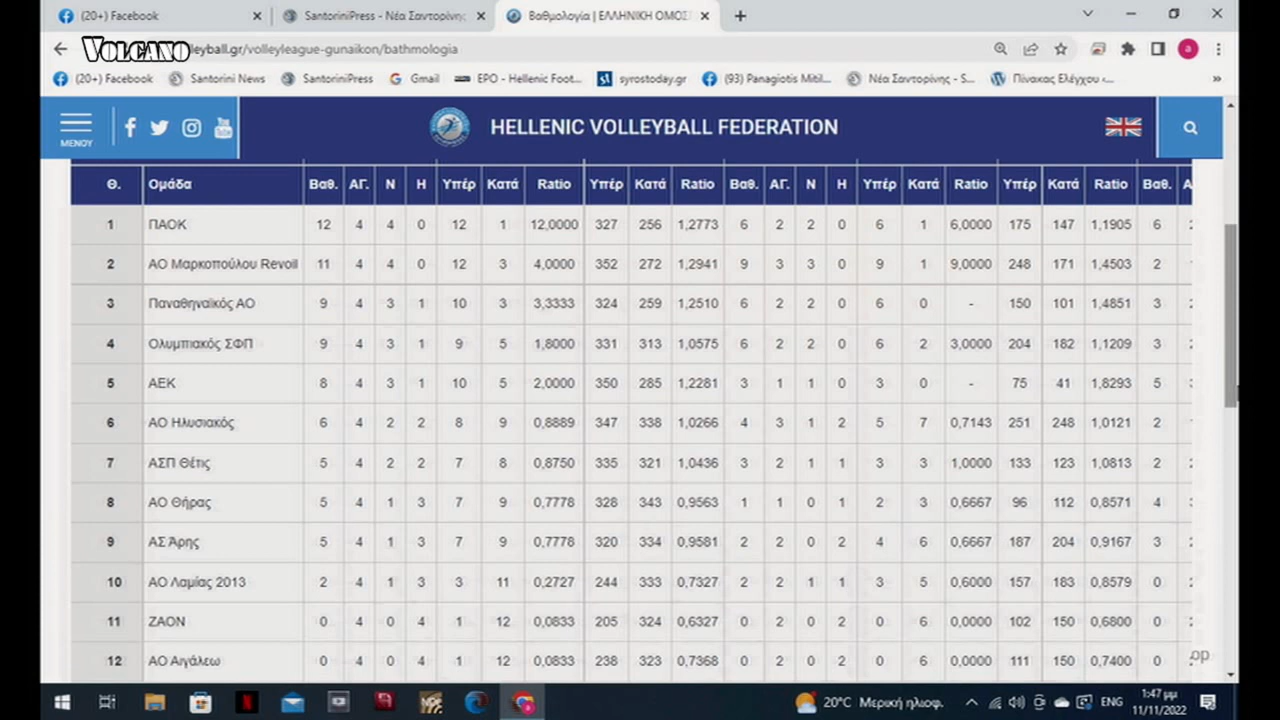 (20+) Facebook
SantoriniPress - Νέα Σαντορίνης
Βαθμολογία | ΕΛΛΗΝΙΚΗ ΟΜΟΣ
VOLCANO
leyball.gr/volleyleague-gunaikon/bathmologia
a
(20+) Facebook Santorini News SantoriniPress Gmail EPO - Hellenic Foot... syrostoday.gr (93) Panagiotis Mitil... Νέα Σαντορίνης - S... Πίνακας Ελέγχου ‹... »
ΜΕΝΟΥ
HELLENIC VOLLEYBALL FEDERATION
Θ. Ομάδα Βαθ. ΑΓ. Ν Η Υπέρ Κατά Ratio Υπέρ Κατά Ratio Βαθ. ΑΓ. Ν Η Υπέρ Κατά Ratio Υπέρ Κατά Ratio Βαθ.
1 ΠΑΟΚ 12 4 4 0 12 1 12,0000 327 256 1,2773 6 2 2 0 6 1 6,0000 175 147 1,1905 6
2 ΑΟ Μαρκοπούλου Revoil 11 4 4 0 12 3 4,0000 352 272 1,2941 9 3 3 0 9 1 9,0000 248 171 1,4503 2
3 Παναθηναϊκός ΑΟ 9 4 3 1 10 3 3,3333 324 259 1,2510 6 2 2 0 6 0 - 150 101 1,4851 3
4 Ολυμπιακός ΣΦΠ 9 4 3 1 9 5 1,8000 331 313 1,0575 6 2 2 0 6 2 3,0000 204 182 1,1209 3
5 ΑΕΚ 8 4 3 1 10 5 2,0000 350 285 1,2281 3 1 1 0 3 0 - 75 41 1,8293 5
6 ΑΟ Ηλυσιακός 6 4 2 2 8 9 0,8889 347 338 1,0266 4 3 1 2 5 7 0,7143 251 248 1,0121 2
7 ΑΣΠ Θέτις 5 4 2 2 7 8 0,8750 335 321 1,0436 3 2 1 1 3 3 1,0000 133 123 1,0813 2
8 ΑΟ Θήρας 5 4 1 3 7 9 0,7778 328 343 0,9563 1 1 0 1 2 3 0,6667 96 112 0,8571 4
9 ΑΣ Άρης 5 4 1 3 7 9 0,7778 320 334 0,9581 2 2 0 2 4 6 0,6667 187 204 0,9167 3
10 ΑΟ Λαμίας 2013 2 4 1 3 3 11 0,2727 244 333 0,7327 2 2 1 1 3 5 0,6000 157 183 0,8579 0
11 ΖΑΟΝ 0 4 0 4 1 12 0,0833 205 324 0,6327 0 2 0 2 0 6 0,0000 102 150 0,6800 0
12 ΑΟ Αιγάλεω 0 4 0 4 1 12 0,0833 238 323 0,7368 0 2 0 2 0 6 0,0000 111 150 0,7400 0
op
20°C Μερική ηλιοφ. ENG 1:47 μμ
11/11/2022